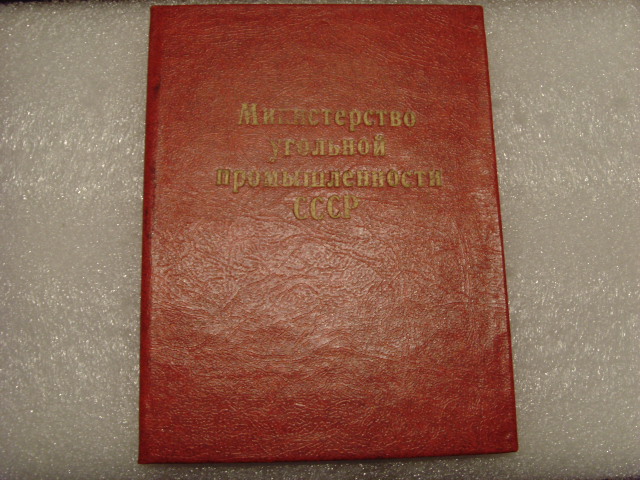 Министерство
угольной
промышленности
СССР